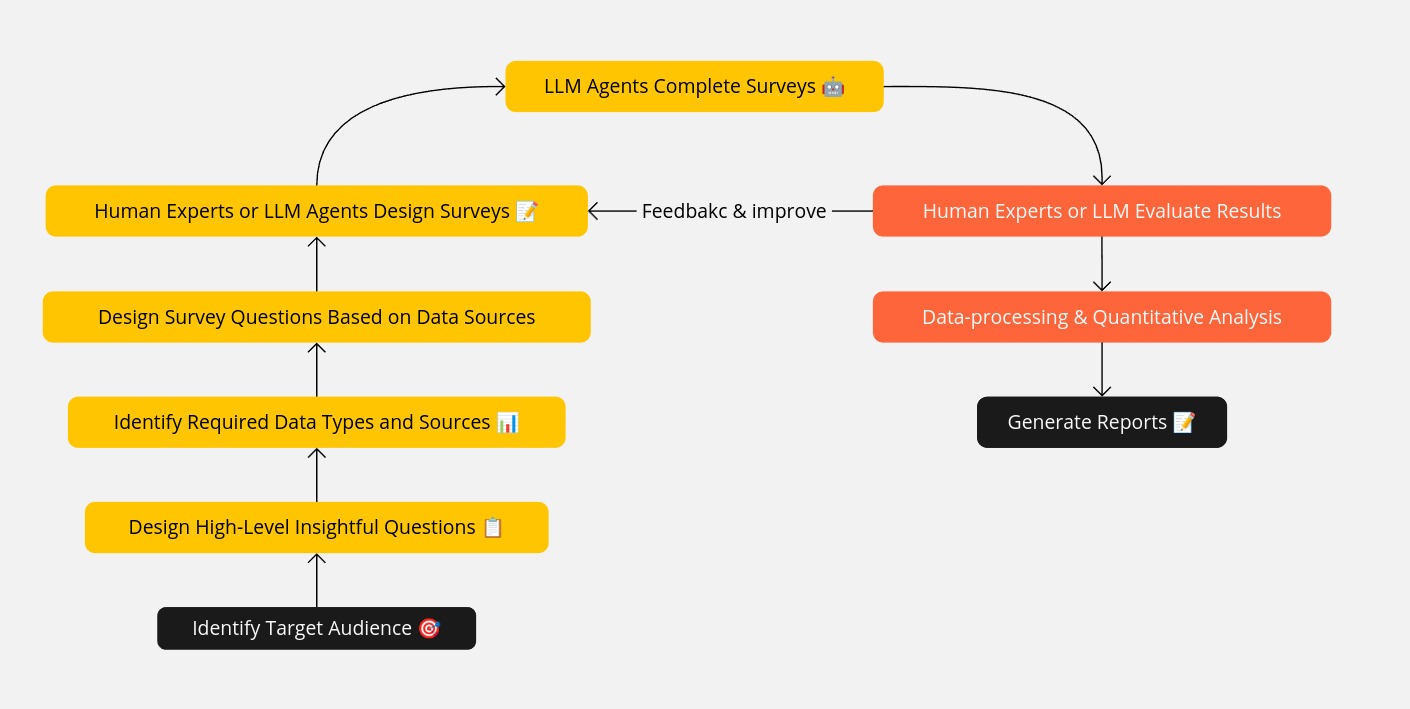 LLM Agents Complete Surveys 🤖
Human Experts or LLM Agents Design Surveys 📝
Feedbakc & improve
Human Experts or LLM Evaluate Results
Design Survey Questions Based on Data Sources
Data-processing & Quantitative Analysis
Identify Required Data Types and Sources 📊
Generate Reports 📝
Design High-Level Insightful Questions 📋
Identify Target Audience 🎯